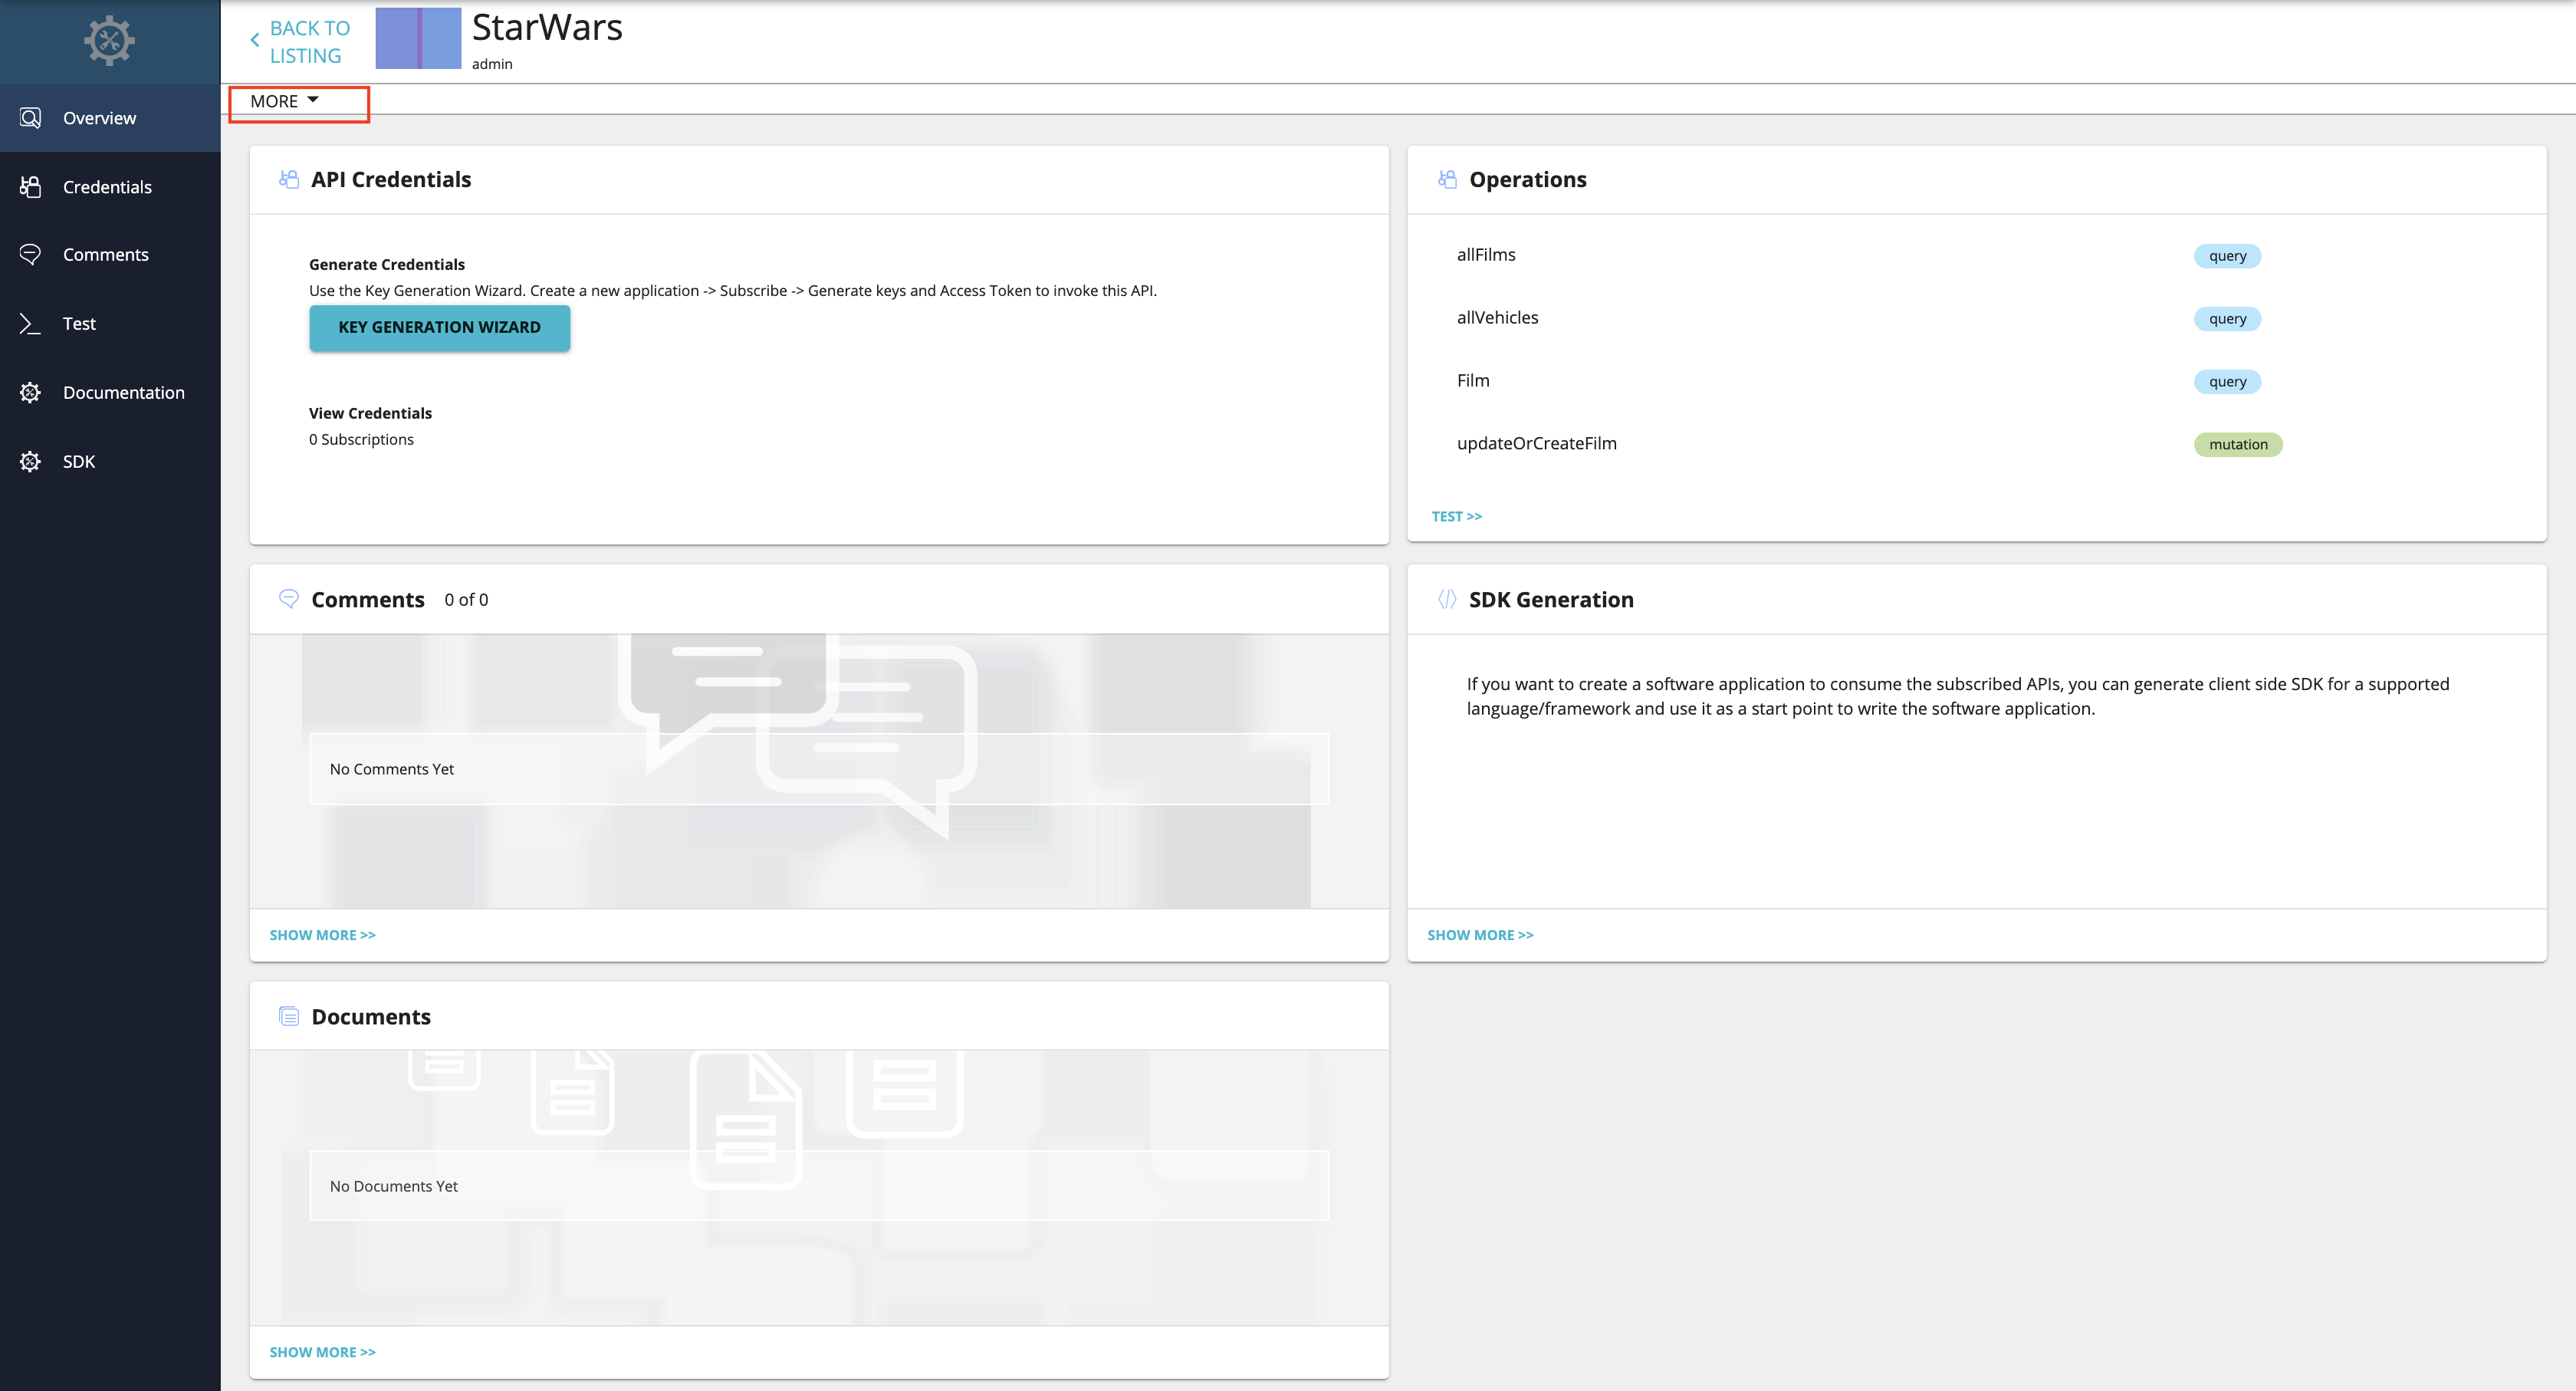 BACK TO
LISTING
StarWars
admin
MORE
Overview
Credentials
Comments
Test
Documentation
SDK
API Credentials
Generate Credentials
Use the Key Generation Wizard. Create a new application -> Subscribe -> Generate keys and Access Token to invoke this API.
KEY GENERATION WIZARD
View Credentials
0 Subscriptions
Operations
allFilms query
allVehicles query
Film query
updateOrCreateFilm mutation
TEST >>
Comments 0 of 0
No Comments Yet
SHOW MORE >>
SDK Generation
If you want to create a software application to consume the subscribed APIs, you can generate client side SDK for a supported
language/framework and use it as a start point to write the software application.
SHOW MORE >>
Documents
No Documents Yet
SHOW MORE >>